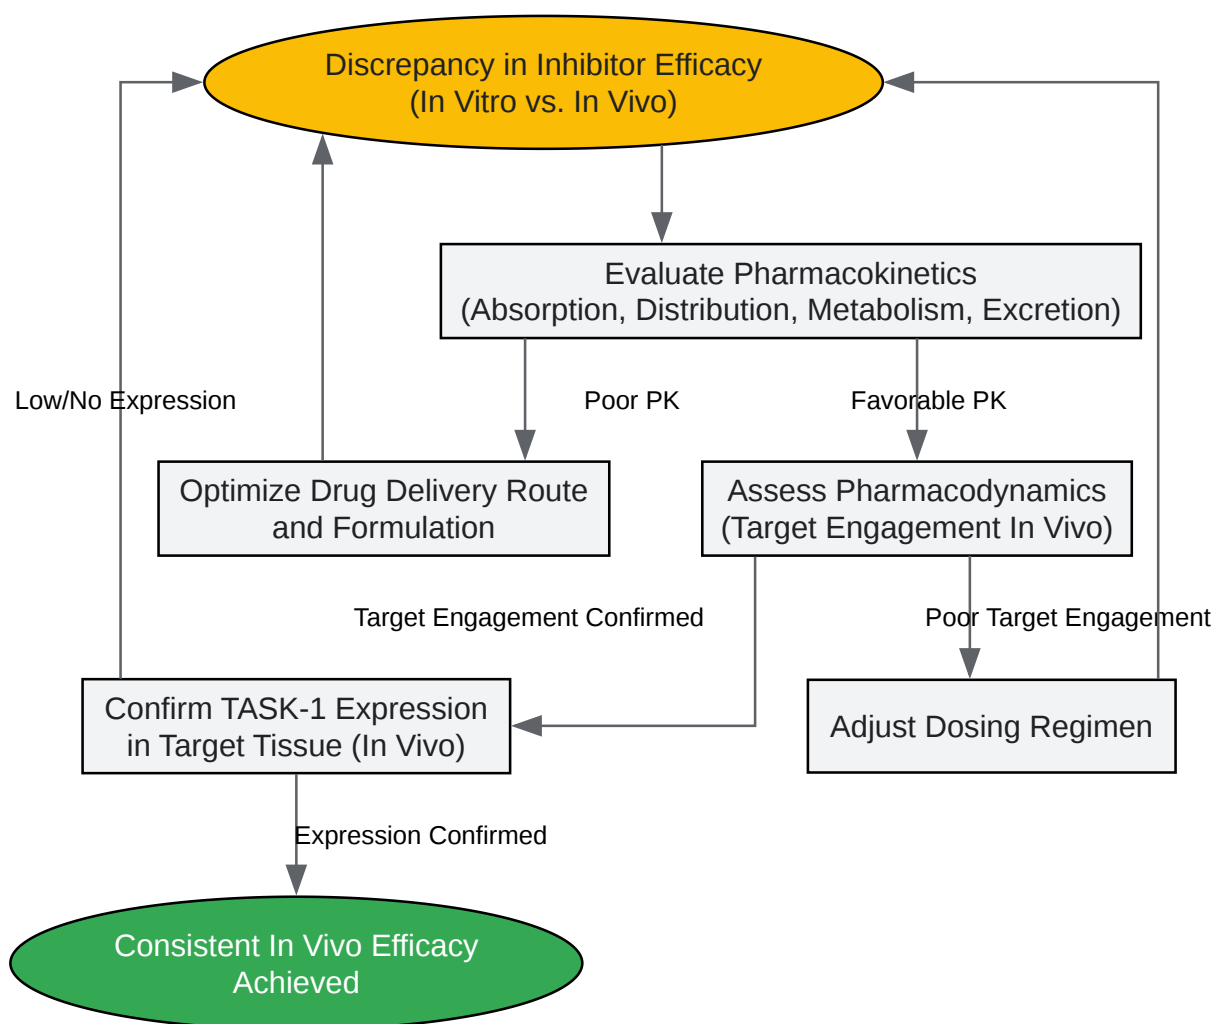 Discrepancy in Inhibitor Efficacy
(In Vitro vs. In Vivo)
Evaluate Pharmacokinetics
(Absorption, Distribution, Metabolism, Excretion)
Low/No Expression
Poor PK
Favorable PK
Optimize Drug Delivery Route
and Formulation
Assess Pharmacodynamics
(Target Engagement In Vivo)
Target Engagement Confirmed
Poor Target Engagement
Confirm TASK-1 Expression
in Target Tissue (In Vivo)
Adjust Dosing Regimen
Expression Confirmed
Consistent In Vivo Efficacy
Achieved